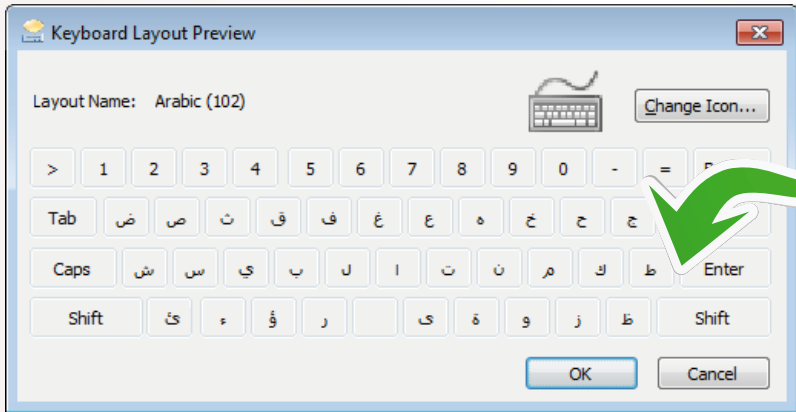 Keyboard Layout Preview
Layout Name: Arabic (102)
Change Icon...
> 1 2 3 4 5 6 7 8 9 0 - =
Tab ض ص ث ق ف غ ع ه خ ح ج
Caps ش س ي ب ل ا ت ن م ك ط Enter
Shift ئ ء ؤ ر ى ة و ز ظ Shift
OK Cancel